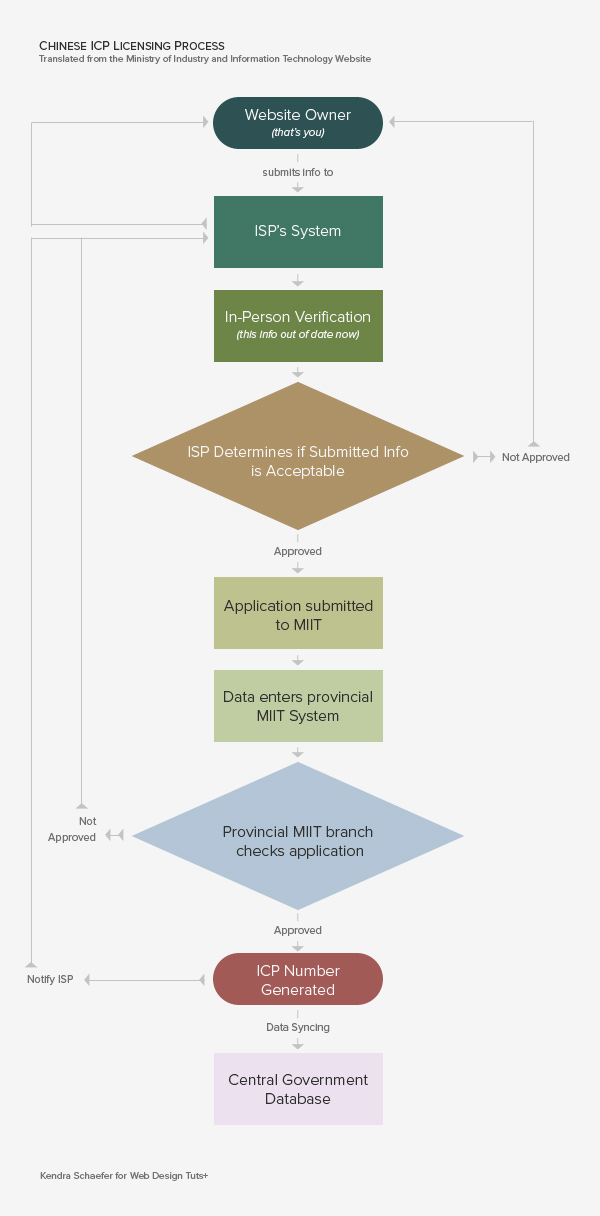 CHINESE ICP LICENSING PROCESS
Translated from the Ministry of Industry and Information Technology Website
Website Owner
(that's you)
submits info to
ISP's System
In-Person Verification
(this info out of date now)
ISP Determines if Submitted Info
is Acceptable
Not Approved
Approved
Application submitted
to MIIT
Data enters provincial
MIIT System
Provincial MIIT branch
checks application
Not
Approved
Approved
ICP Number
Generated
Notify ISP
Data Syncing
Central Government
Database
Kendra Schaefer for Web Design Tuts+